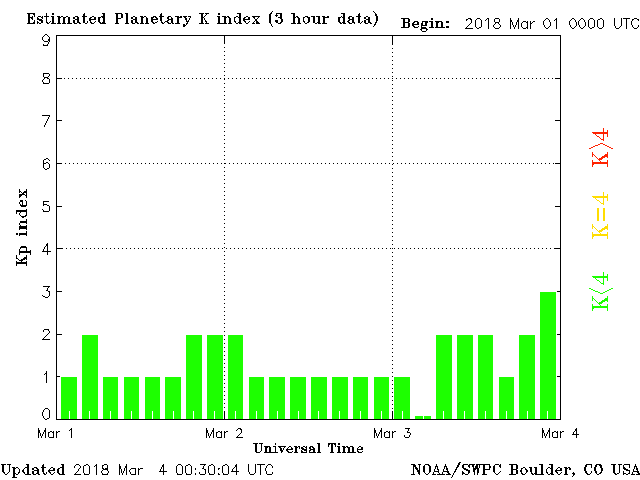 Estimated Planetary K index (3 hour data) Begin: 2018 Mar 01 0000 UTC
9
8
7
6
5
4
3
2
1
0
Kp index
K>4
K=4
K<4
Mar 1 Mar 2 Mar 3 Mar 4
Universal Time
Updated 2018 Mar 4 00:30:04 UTC NOAA/SWPC Boulder, CO USA